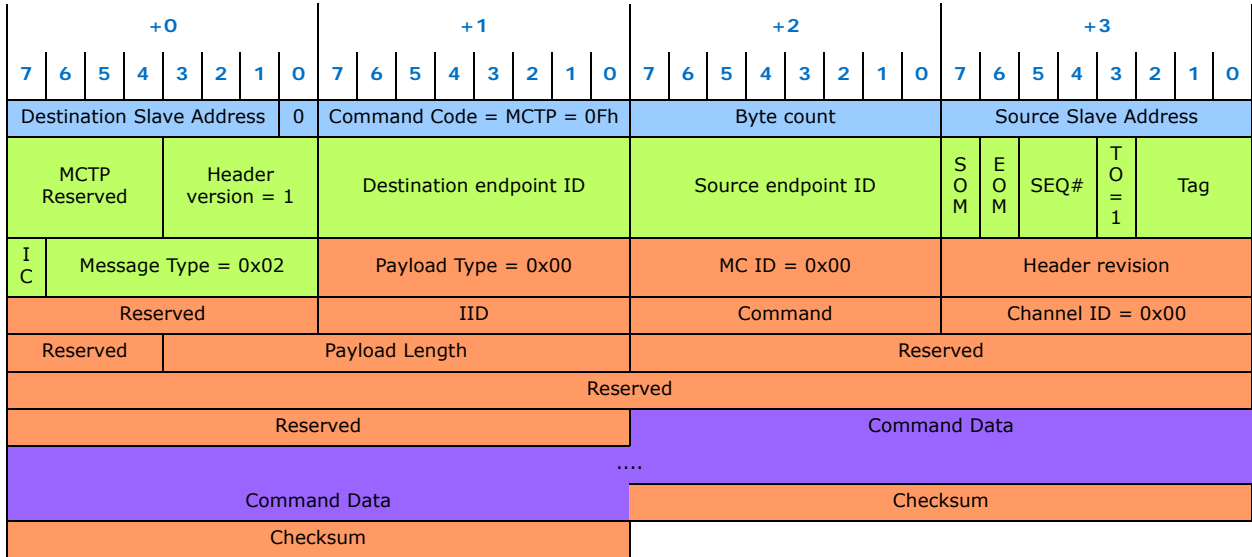 +0 +1 +2 +3
7 6 5 4 3 2 1 0 7 6 5 4 3 2 1 0 7 6 5 4 3 2 1 0 7 6 5 4 3 2 1 0
Destination Slave Address 0 Command Code = MCTP = 0Fh Byte count Source Slave Address
MCTP Reserved Header version = 1 Destination endpoint ID Source endpoint ID SOM EOM SEQ# TO=1 Tag
IC Message Type = 0x02 Payload Type = 0x00 MC ID = 0x00 Header revision
Reserved IID Command Channel ID = 0x00
Reserved Payload Length Reserved
Reserved
Reserved Command Data
....
Command Data Checksum
Checksum